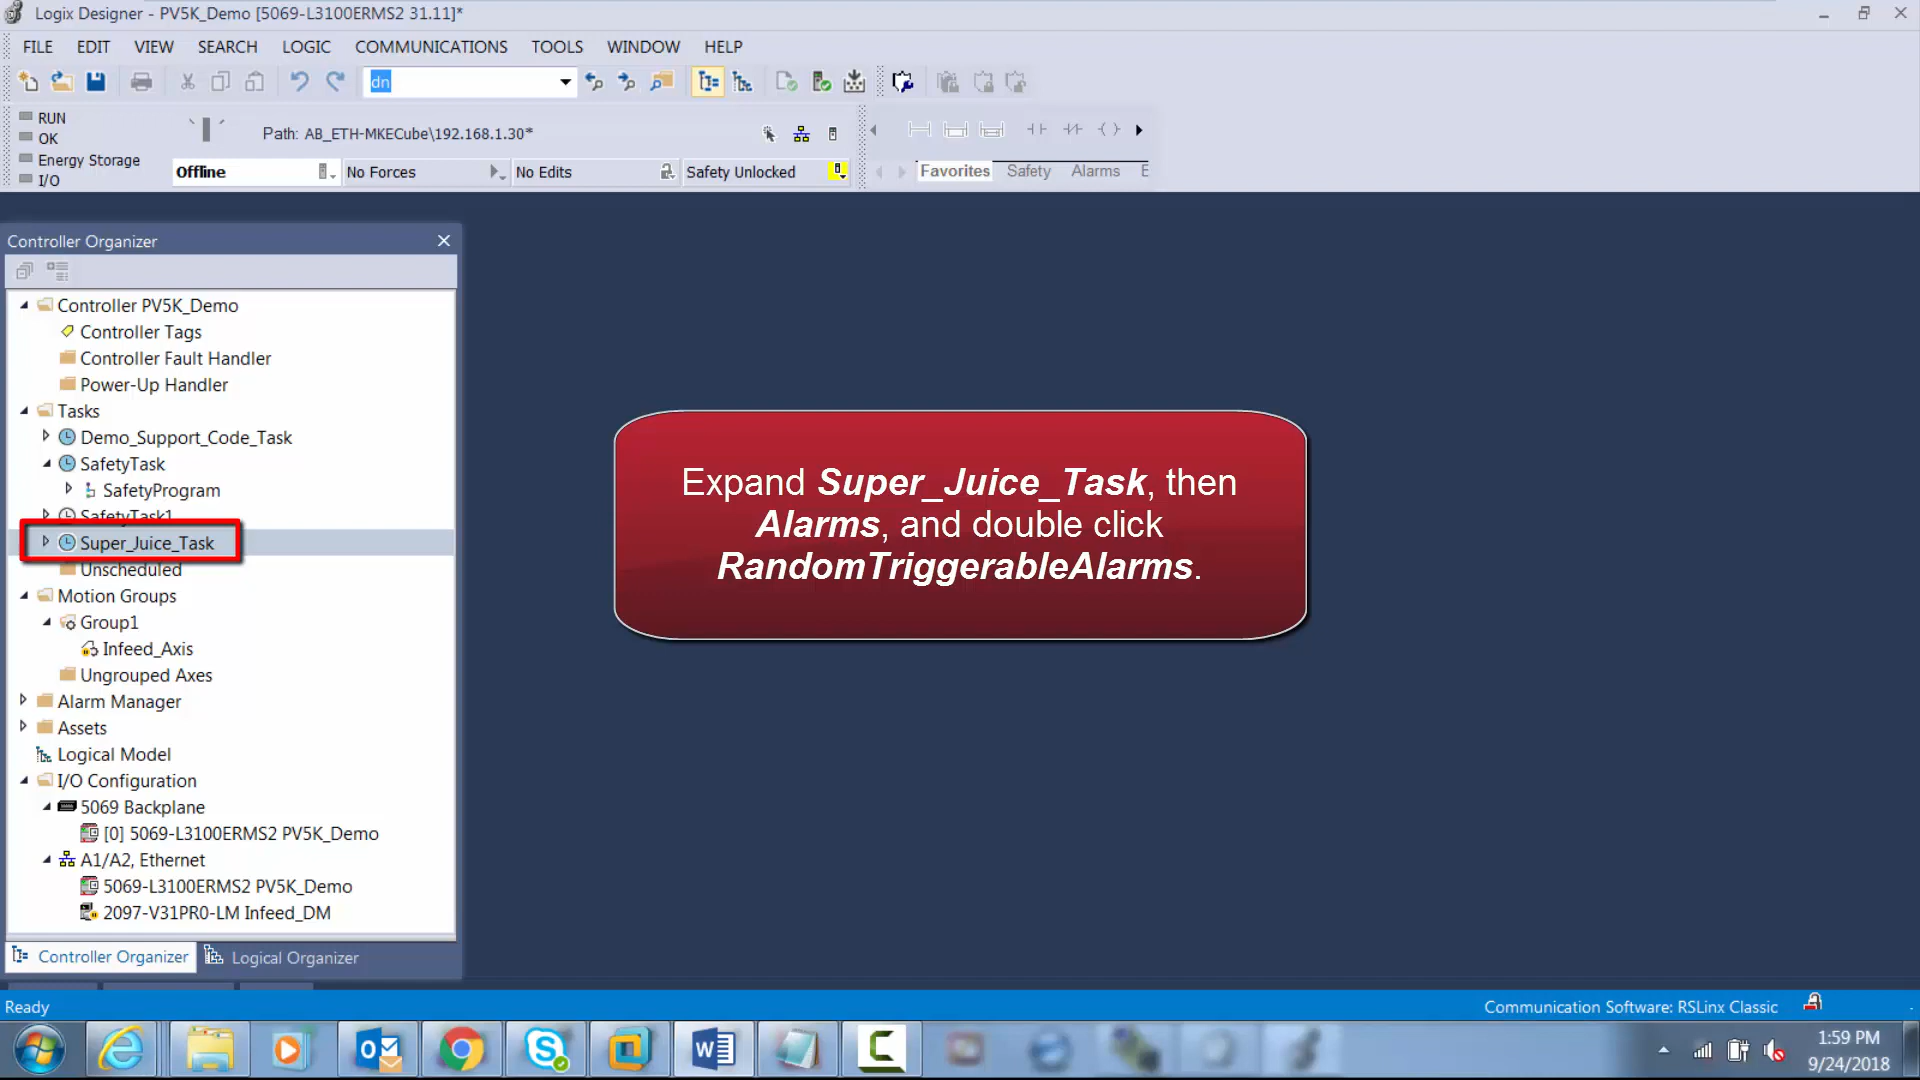 Logix Designer - PV5K_Demo [5069-L3100ERMS2 31.11]*
FILE EDIT VIEW SEARCH LOGIC COMMUNICATIONS TOOLS WINDOW HELP
dn
RUN
OK
Energy Storage
I/O
Path: AB_ETH-MKECube\192.168.1.30*
Offline No Forces No Edits Safety Unlocked
Favorites Safety Alarms E
Controller Organizer
Controller PV5K_Demo
Controller Tags
Controller Fault Handler
Power-Up Handler
Tasks
Demo_Support_Code_Task
SafetyTask
SafetyProgram
SafetyTask1
Super_Juice_Task
Unscheduled
Motion Groups
Group1
Infeed_Axis
Ungrouped Axes
Alarm Manager
Assets
Logical Model
I/O Configuration
5069 Backplane
[0] 5069-L3100ERMS2 PV5K_Demo
A1/A2, Ethernet
5069-L3100ERMS2 PV5K_Demo
2097-V31PR0-LM Infeed_DM
Controller Organizer Logical Organizer
Expand Super_Juice_Task, then
Alarms, and double click
RandomTriggerableAlarms.
Ready
Communication Software: RSLinx Classic
1:59 PM
9/24/2018